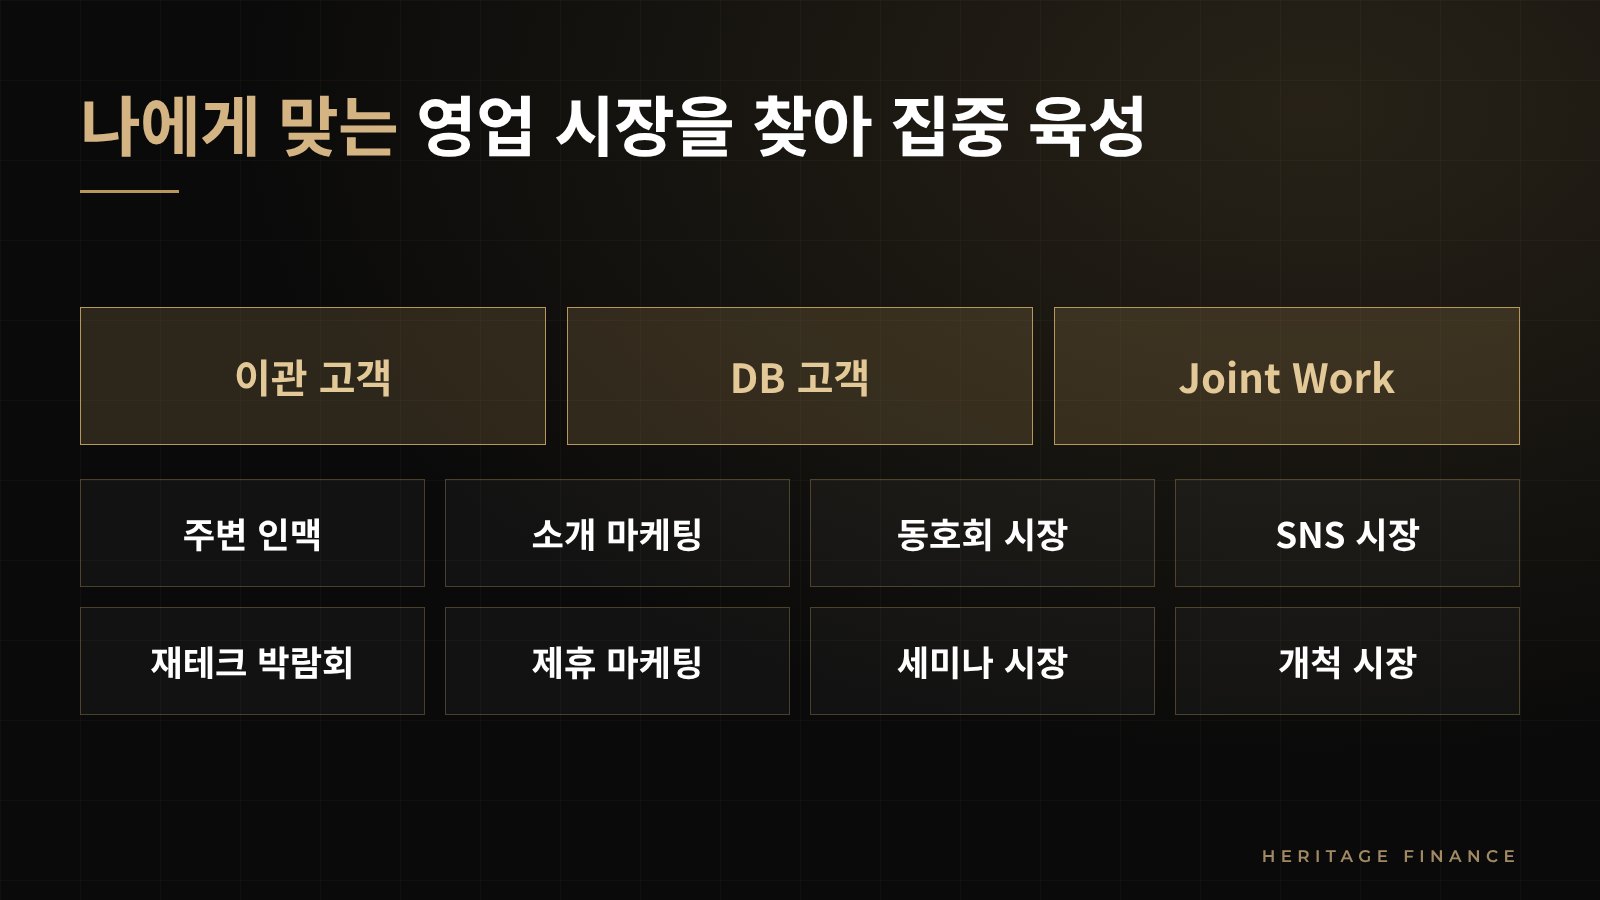 나에게 맞는 영업 시장을 찾아 집중 육성
이관 고객
DB 고객
Joint Work
주변 인맥
소개 마케팅
동호회 시장
SNS 시장
재테크 박람회
제휴 마케팅
세미나 시장
개척 시장
HERITAGE FINANCE